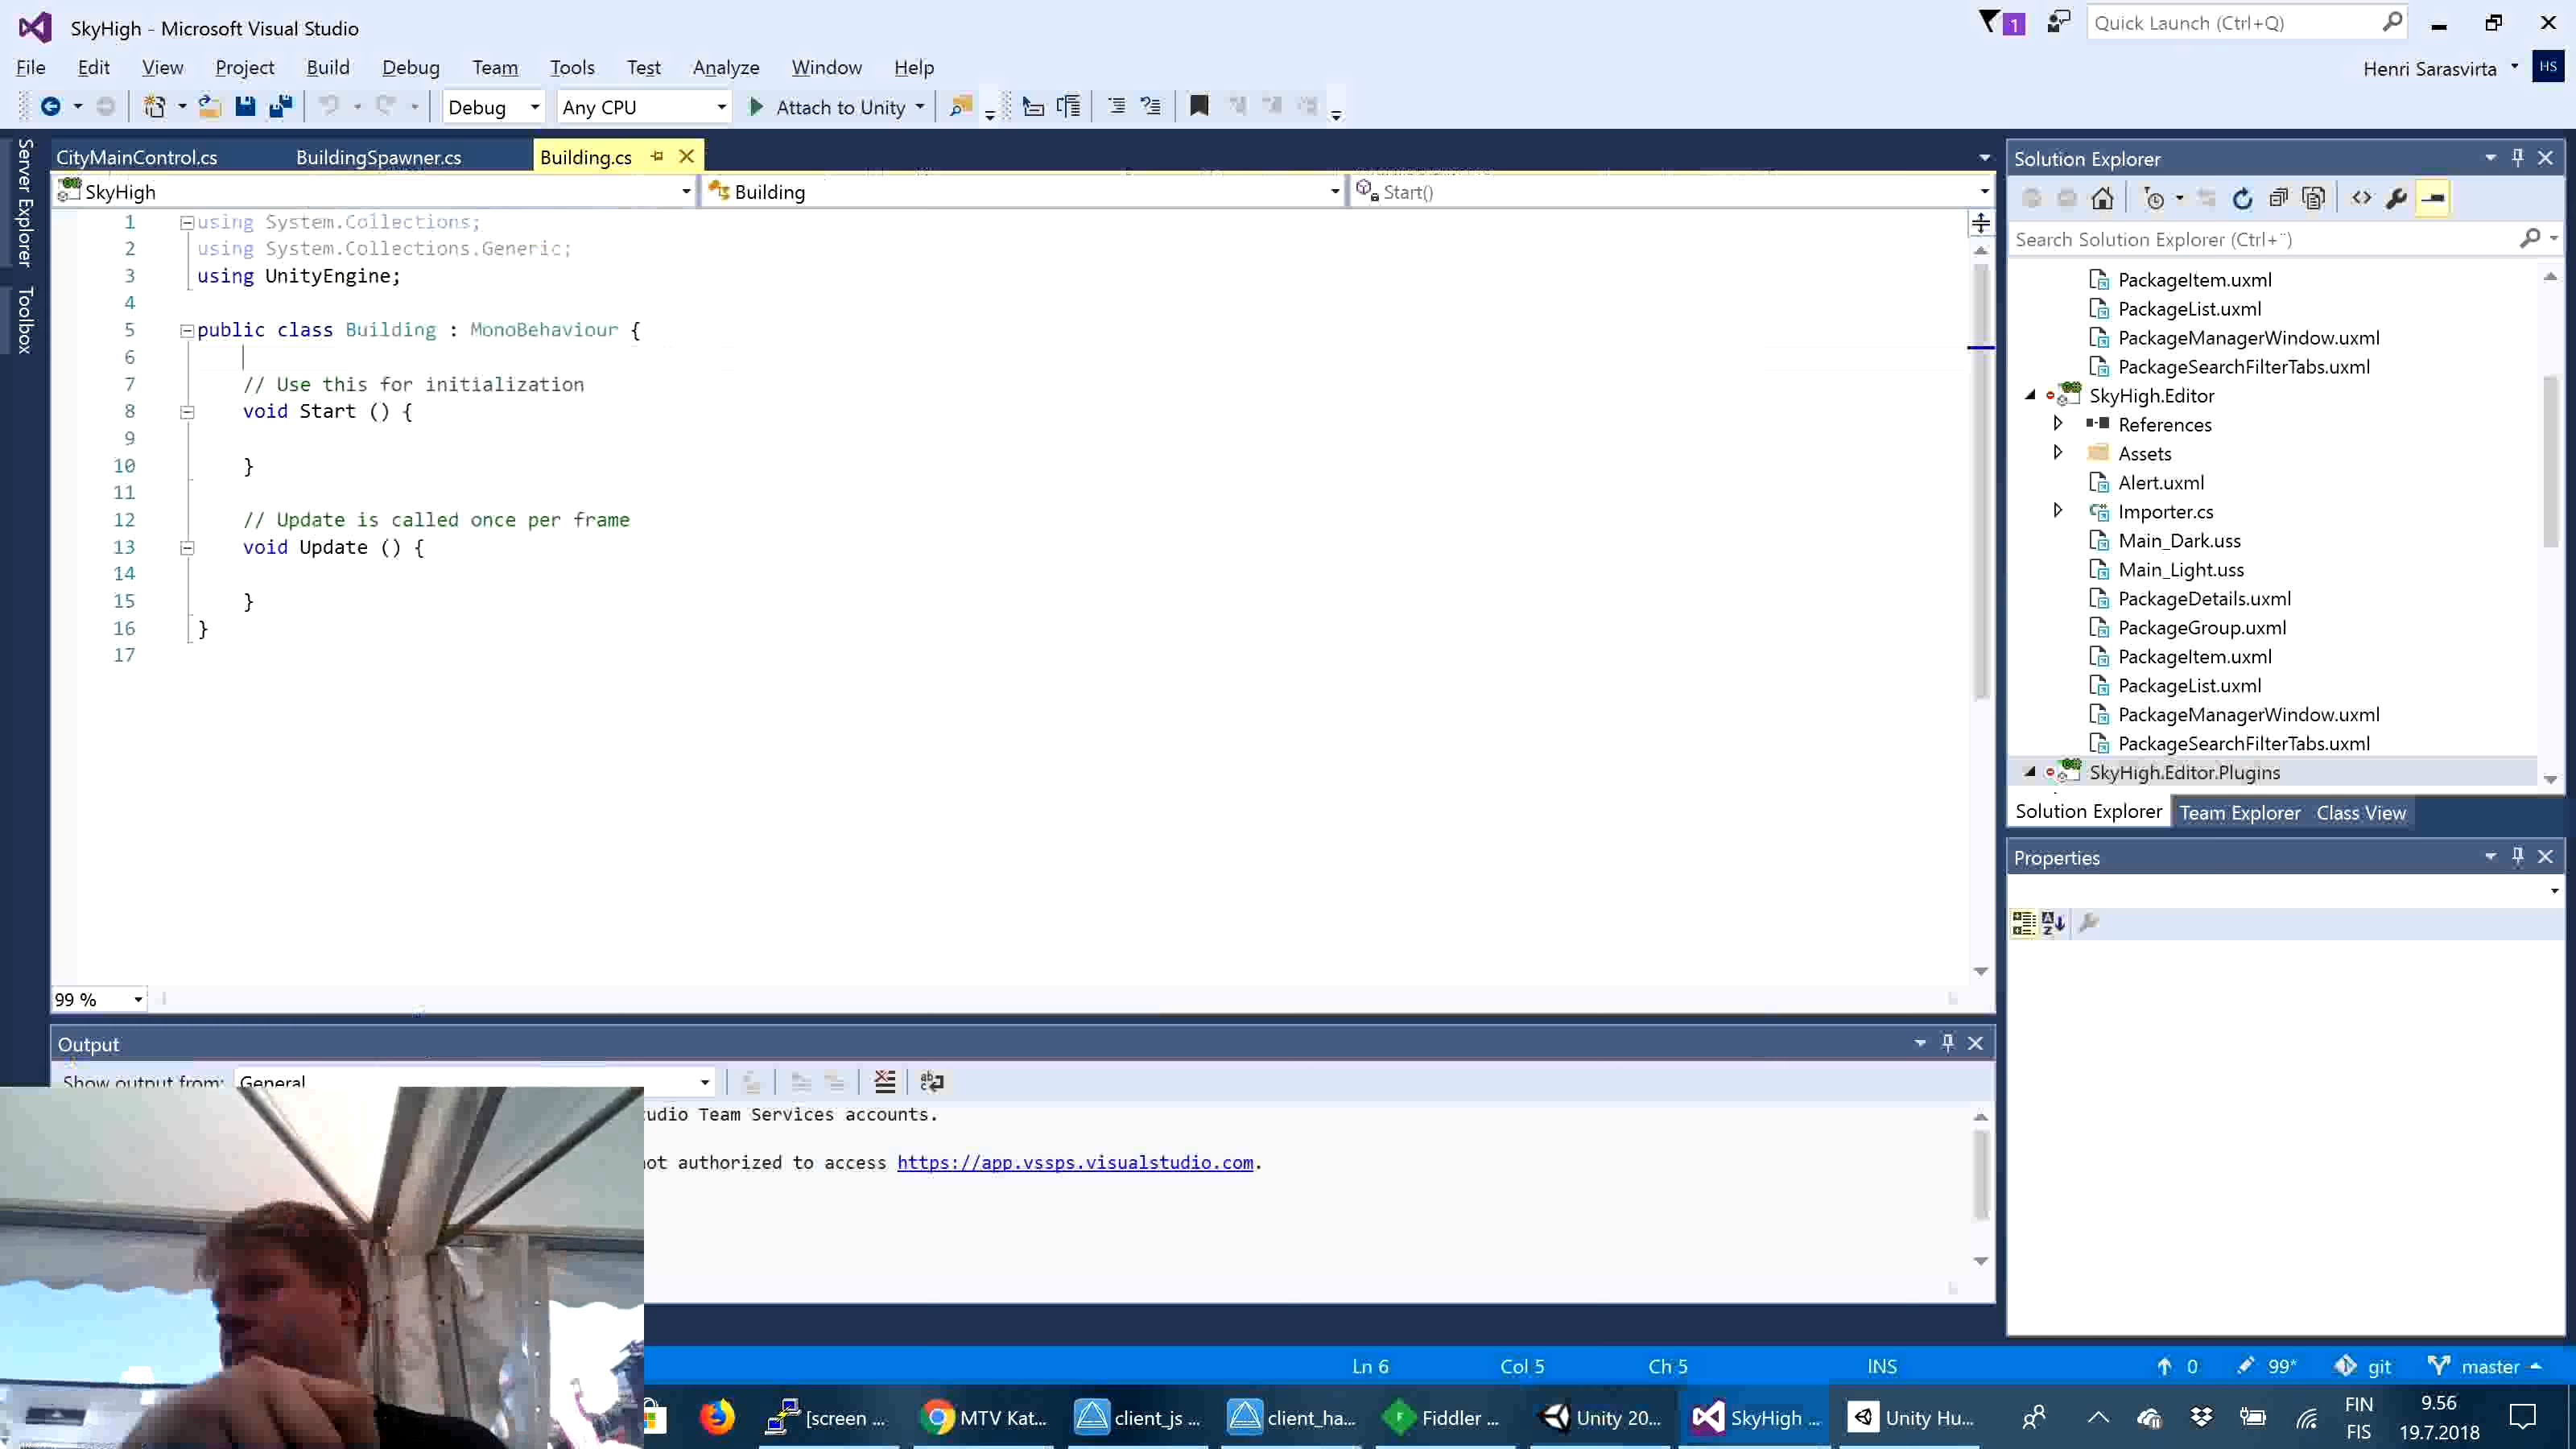 SkyHigh - Microsoft Visual Studio
1
Quick Launch (Ctrl+Q)
File Edit View Project Build Debug Team Tools Test Analyze Window Help
Henri Sarasvirta HS
Debug Any CPU Attach to Unity
Server Explorer
Toolbox
CityMainControl.cs BuildingSpawner.cs Building.cs
SkyHigh Building Start()
1 using System.Collections;
2 using System.Collections.Generic;
3 using UnityEngine;
4
5 public class Building : MonoBehaviour {
6
7 // Use this for initialization
8 void Start () {
9
10 }
11
12 // Update is called once per frame
13 void Update () {
14
15 }
16 }
17
99 %
Output
Show output from: General
udio Team Services accounts.
ot authorized to access https://app.vssps.visualstudio.com.
Solution Explorer
Search Solution Explorer (Ctrl+¨)
PackageItem.uxml
PackageList.uxml
PackageManagerWindow.uxml
PackageSearchFilterTabs.uxml
SkyHigh.Editor
References
Assets
Alert.uxml
Importer.cs
Main_Dark.uss
Main_Light.uss
PackageDetails.uxml
PackageGroup.uxml
PackageItem.uxml
PackageList.uxml
PackageManagerWindow.uxml
PackageSearchFilterTabs.uxml
SkyHigh.Editor.Plugins
Solution Explorer Team Explorer Class View
Properties
Ln 6 Col 5 Ch 5 INS 0 99* git master
[screen ... MTV Kat... client_js ... client_ha... Fiddler ... Unity 20... SkyHigh ... Unity Hu...
FIN
FIS
9.56
19.7.2018